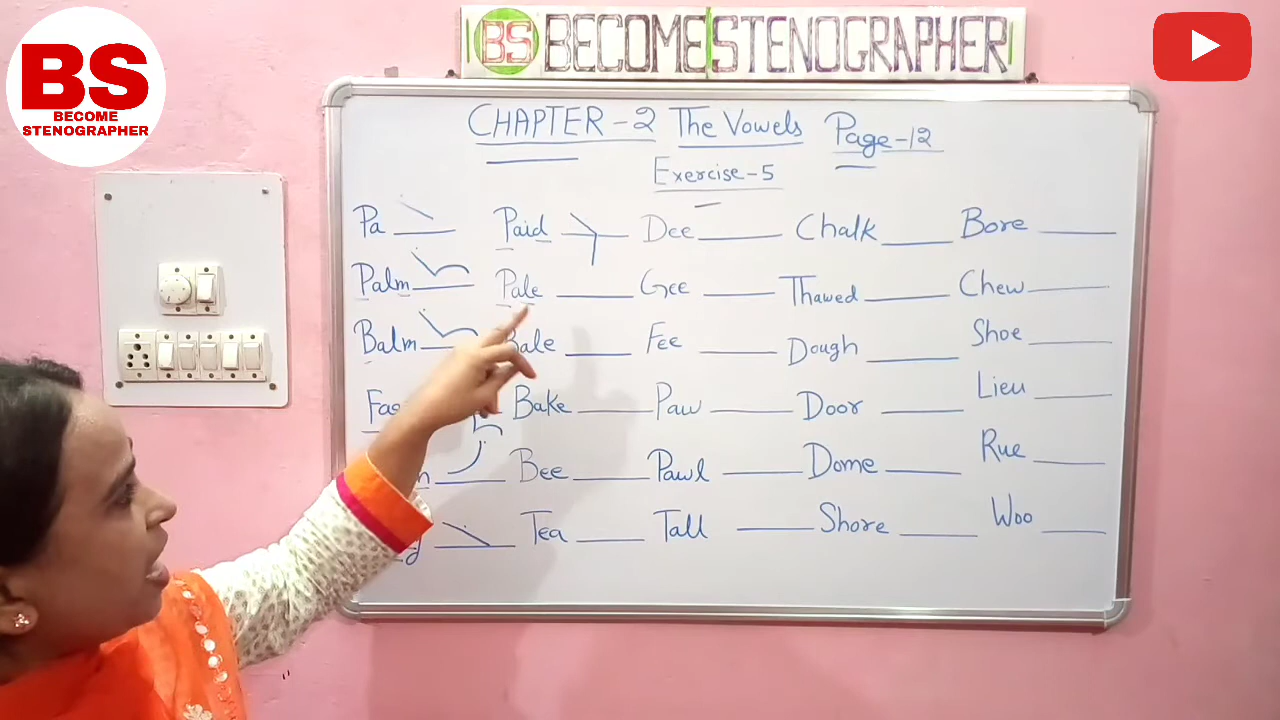 BS
BECOME
STENOGRAPHER
BS BECOME STENOGRAPHER
CHAPTER-2 The Vowels Page-12
Exercise-5
Pa Paid Dee Chalk Bore
Palm Pale Gee Thawed Chew
Balm Bale Fee Dough Shoe
Bake Paw Door Lieu
Bee Pawl Dome Rue
Tea Tall Shore Woo